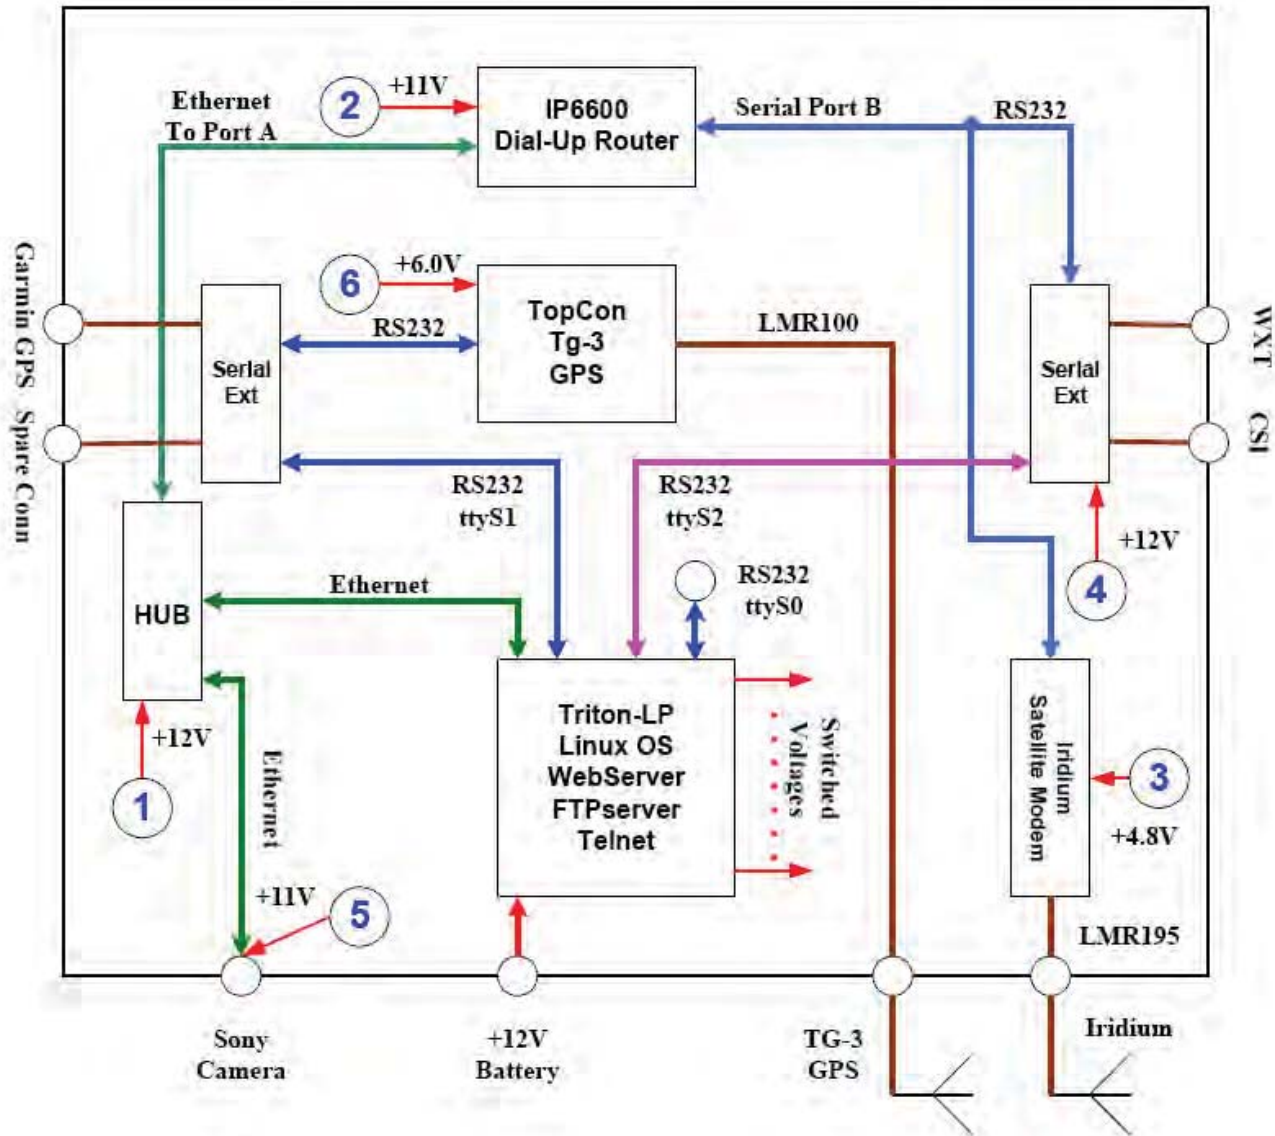 Ethernet
To Port A
2
+11V
IP6600
Dial-Up Router
Serial Port B
RS232
Garmin GPS
Spare Conn
6
+6.0V
RS232
TopCon
Tg-3
GPS
LMR100
Serial
Ext
Serial
Ext
WXT
CSI
RS232
ttyS1
RS232
ttyS2
RS232
ttyS0
+12V
4
HUB
Ethernet
+12V
1
Ethernet
Triton-LP
Linux OS
WebServer
FTPserver
Telnet
Switched
Voltages
Iridium
Satellite Modem
3
+4.8V
+11V
5
LMR195
Sony
Camera
+12V
Battery
TG-3
GPS
Iridium